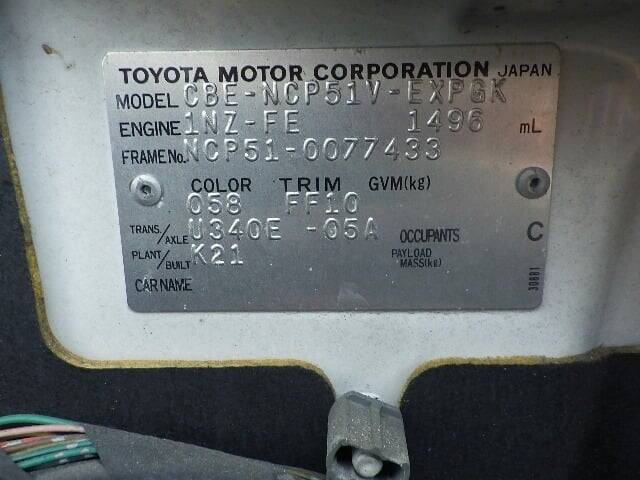 TOYOTA MOTOR CORPORATION JAPAN
MODEL CBE-NCP51V-EXPGK
ENGINE 1NZ-FE 1496 mL
FRAME No. NCP51-0077433
COLOR TRIM GVM(kg)
058 FF10
TRANS./AXLE U340E -05A OCCUPANTS C
PLANT/BUILT K21 PAYLOAD MASS(kg)
CAR NAME
30881